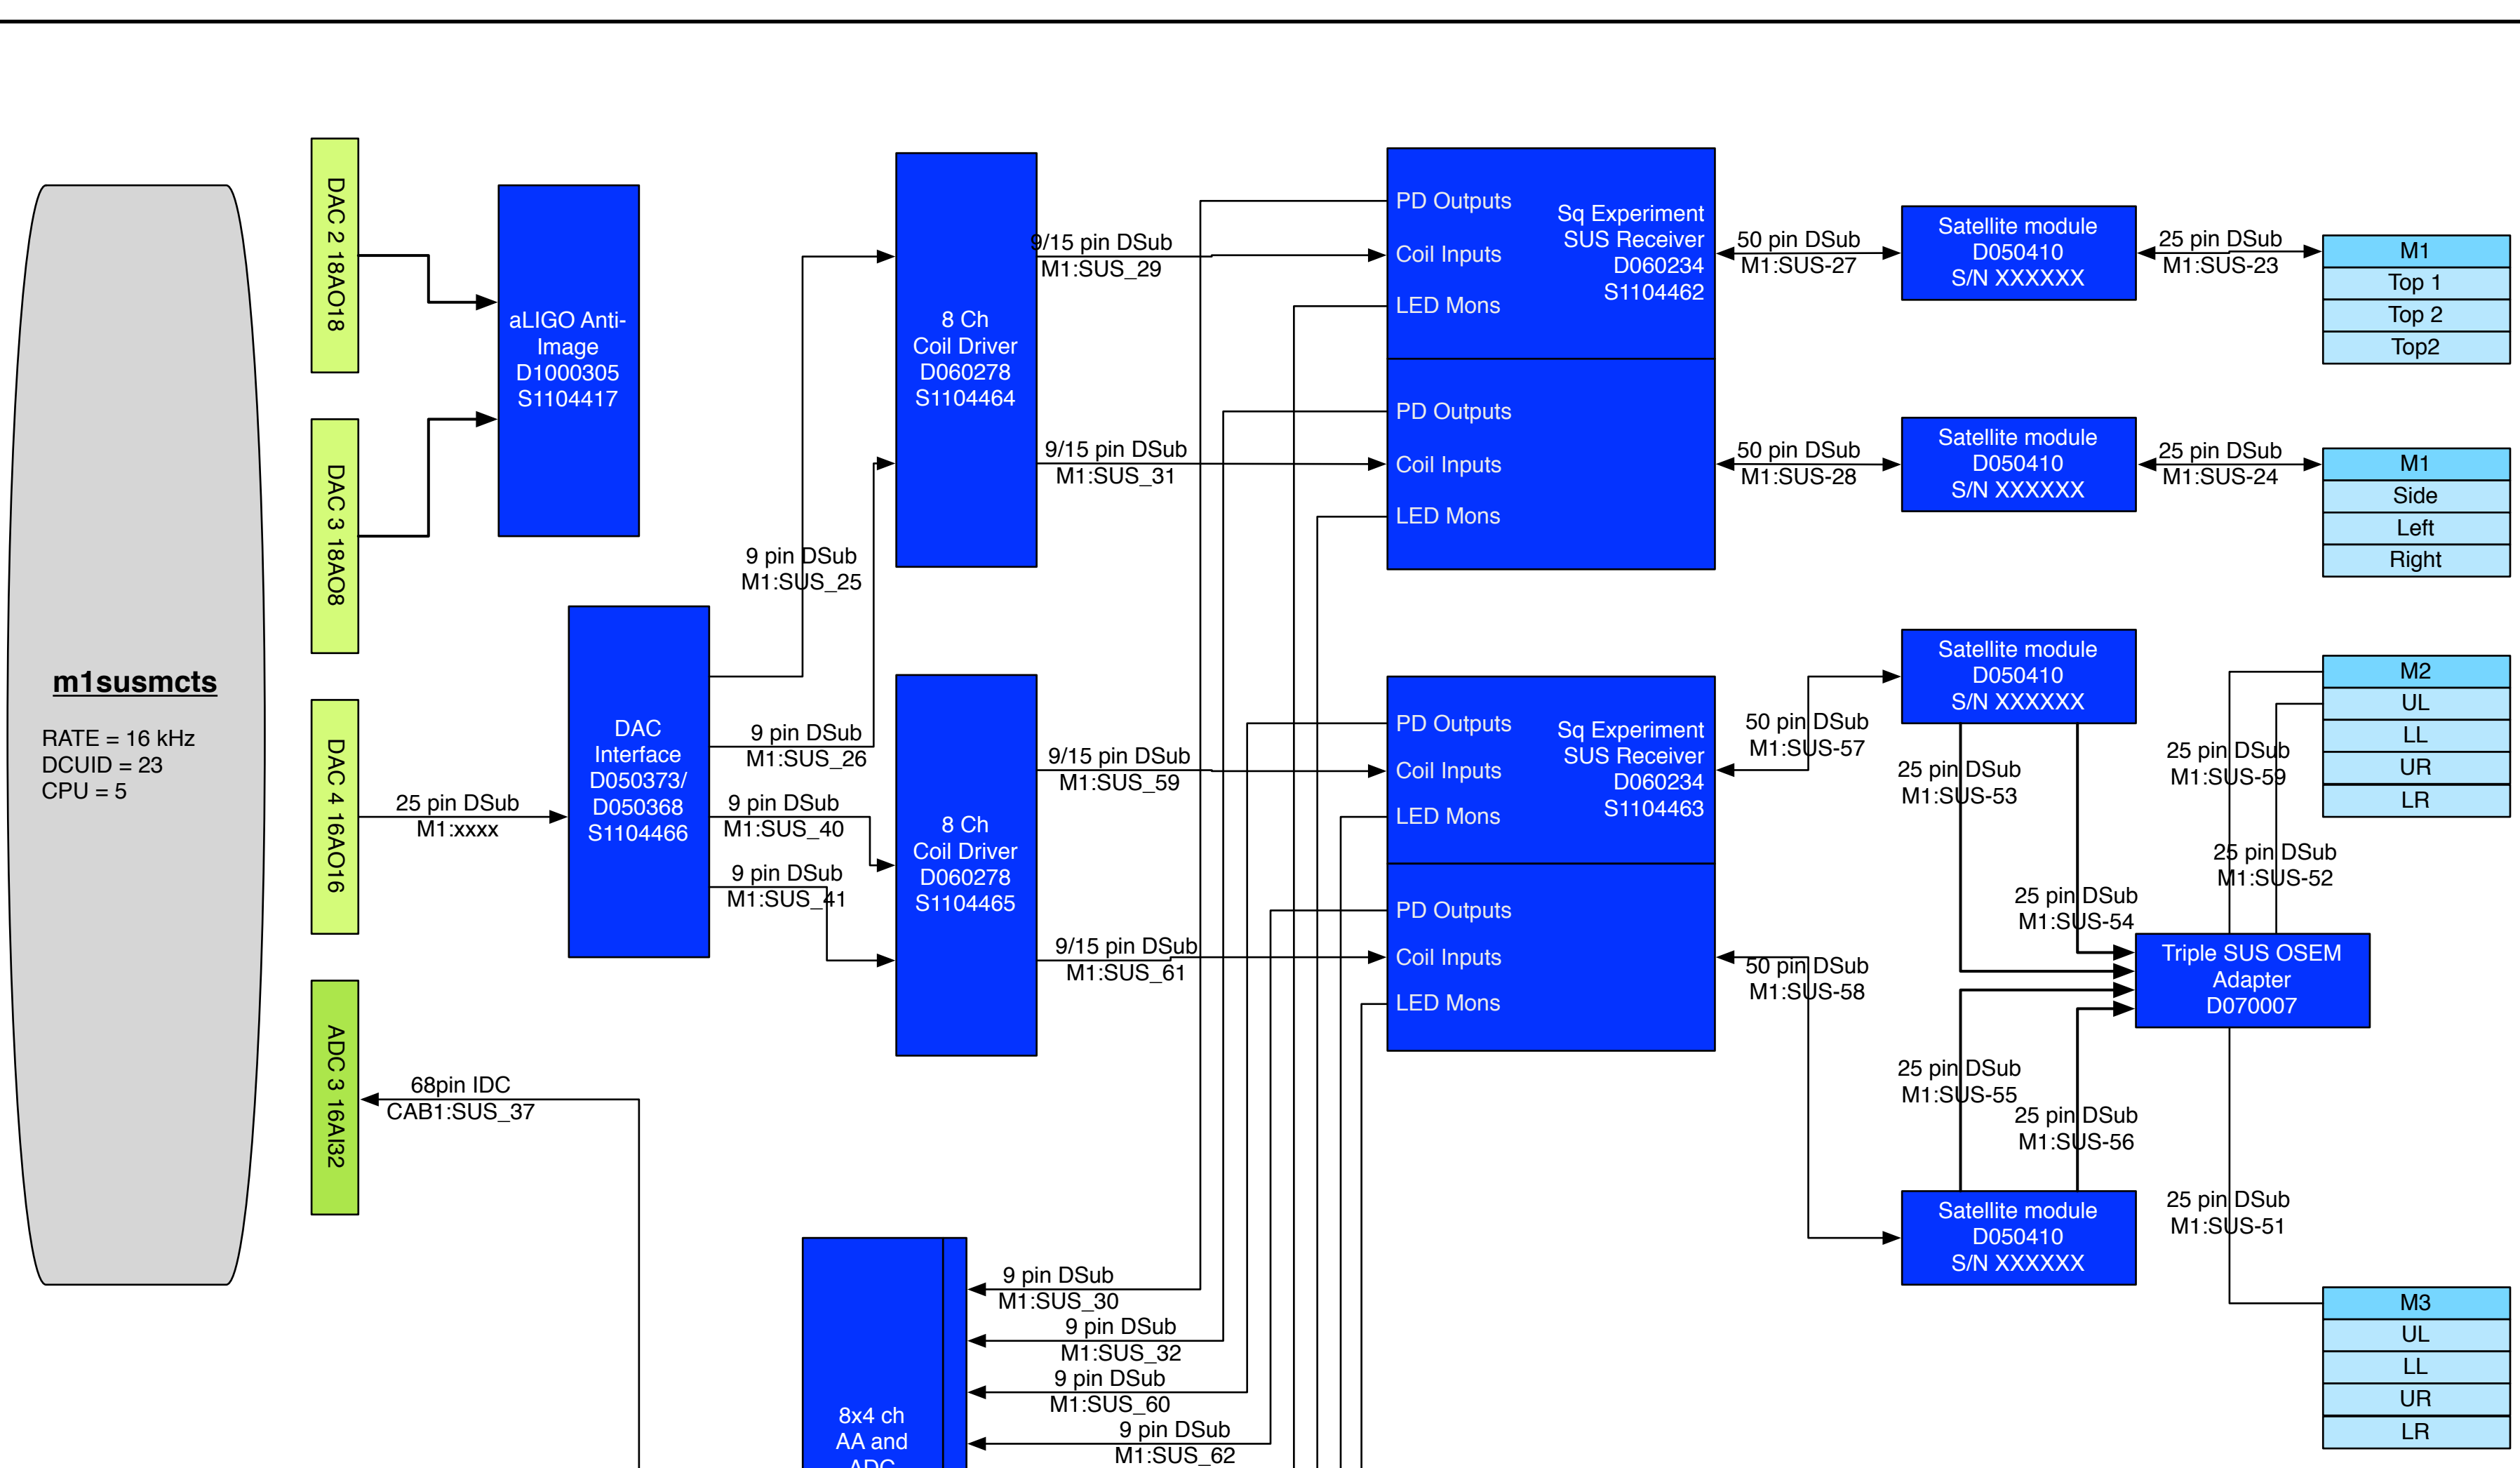 m1susmcts
RATE = 16 kHz
DCUID = 23
CPU = 5
DAC 2 18AO18
DAC 3 18AO8
DAC 4 16AO16
ADC 3 16AI32
aLIGO Anti-
Image
D1000305
S1104417
25 pin DSub
M1:xxxx
68pin IDC
CAB1:SUS_37
DAC
Interface
D050373/
D050368
S1104466
9 pin DSub
M1:SUS_25
9 pin DSub
M1:SUS_26
9 pin DSub
M1:SUS_40
9 pin DSub
M1:SUS_41
8 Ch
Coil Driver
D060278
S1104464
8 Ch
Coil Driver
D060278
S1104465
9/15 pin DSub
M1:SUS_29
9/15 pin DSub
M1:SUS_31
9/15 pin DSub
M1:SUS_59
9/15 pin DSub
M1:SUS_61
PD Outputs
Coil Inputs
LED Mons
Sq Experiment
SUS Receiver
D060234
S1104462
PD Outputs
Coil Inputs
LED Mons
PD Outputs
Coil Inputs
LED Mons
Sq Experiment
SUS Receiver
D060234
S1104463
PD Outputs
Coil Inputs
LED Mons
50 pin DSub
M1:SUS-27
50 pin DSub
M1:SUS-28
50 pin DSub
M1:SUS-57
50 pin DSub
M1:SUS-58
Satellite module
D050410
S/N XXXXXX
Satellite module
D050410
S/N XXXXXX
Satellite module
D050410
S/N XXXXXX
Satellite module
D050410
S/N XXXXXX
25 pin DSub
M1:SUS-23
25 pin DSub
M1:SUS-24
25 pin DSub
M1:SUS-53
25 pin DSub
M1:SUS-54
25 pin DSub
M1:SUS-55
25 pin DSub
M1:SUS-56
25 pin DSub
M1:SUS-59
25 pin DSub
M1:SUS-52
Triple SUS OSEM
Adapter
D070007
25 pin DSub
M1:SUS-51
M1
Top 1
Top 2
Top2
M1
Side
Left
Right
M2
UL
LL
UR
LR
M3
UL
LL
UR
LR
9 pin DSub
M1:SUS_30
9 pin DSub
M1:SUS_32
9 pin DSub
M1:SUS_60
9 pin DSub
M1:SUS_62
8x4 ch
AA and
ADC